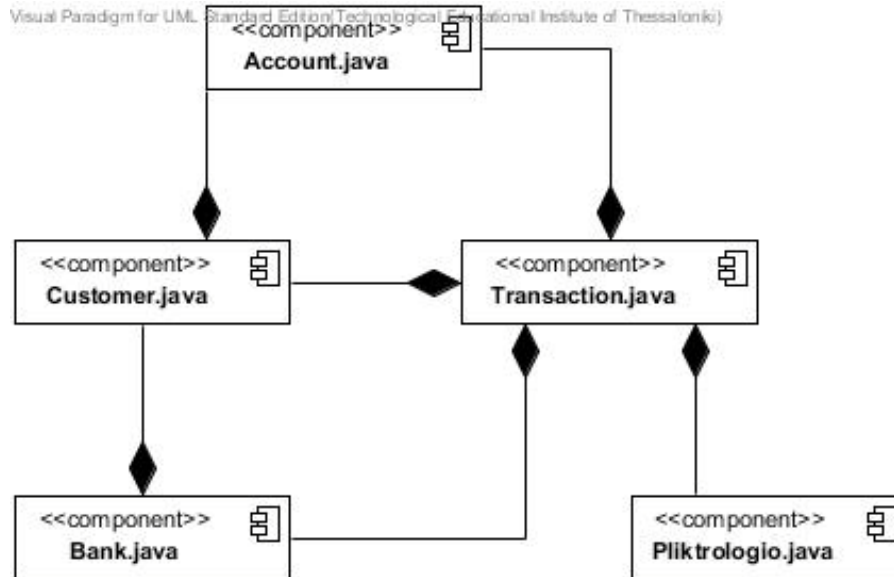 Visual Paradigm for UML Standard Edition(Technological Educational Institute of Thessaloniki)
<<component>>
Account.java
<<component>>
Customer.java
<<component>>
Transaction.java
<<component>>
Bank.java
<<component>>
Pliktrologio.java